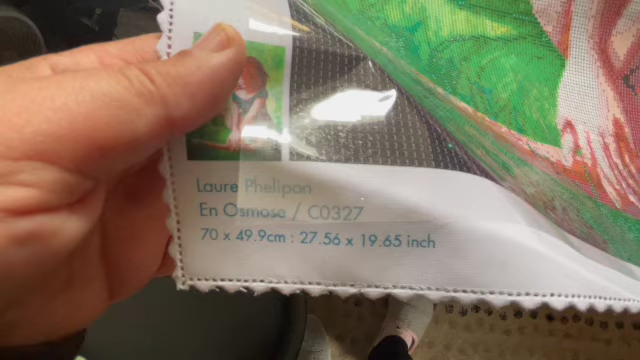 Laure Phelipon
En Osmose / C0327
70 x 49.9cm : 27.56 x 19.65 inch